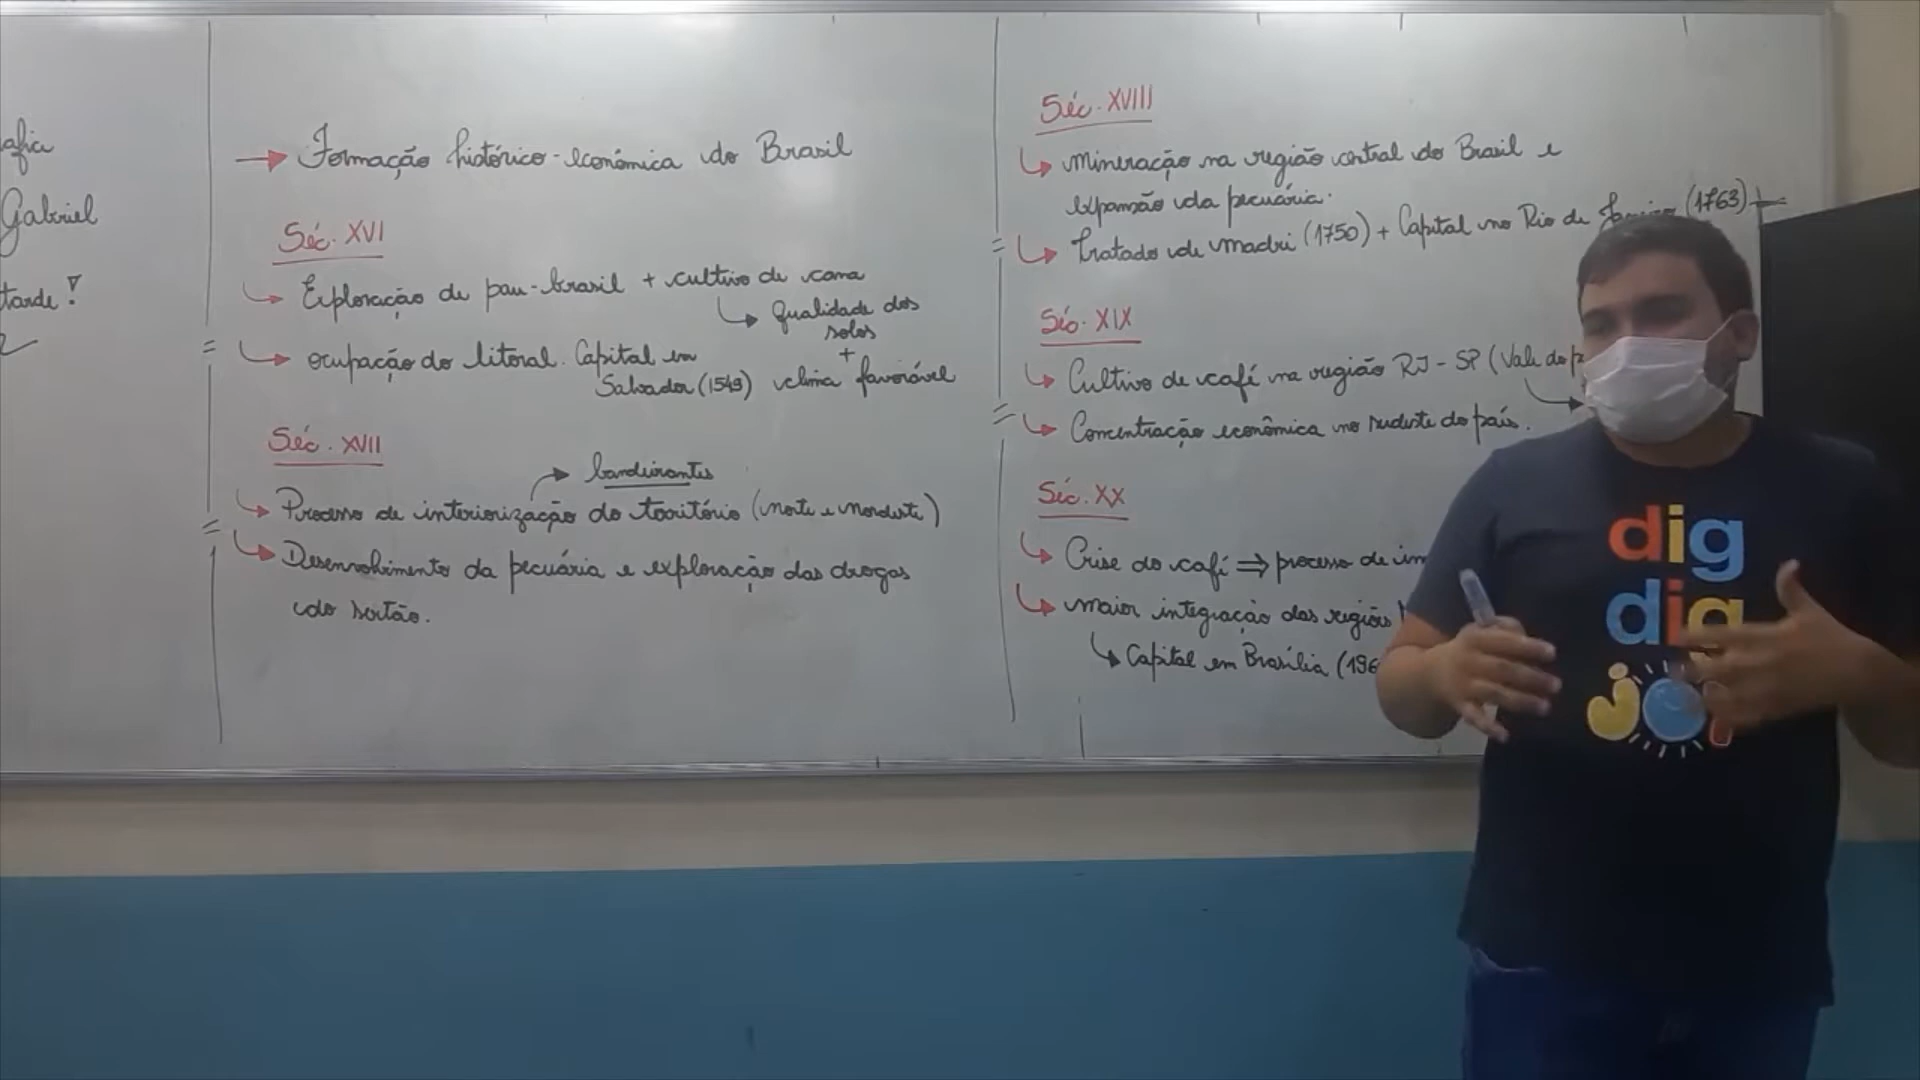 Gabriel
tarde!
→ Formação histórico-econômica do Brasil
Séc. XVI
↳ Exploração de pau-brasil + cultivo de cana
↳ Qualidade dos
solos
+
clima favorável
↳ ocupação do litoral. Capital em
Salvador (1549)
Séc. XVII
→ bandeirantes
↳ Processo de interiorização do território (norte e nordeste)
↳ Desenvolvimento da pecuária e exploração das drogas
do sertão.
Séc. XVIII
↳ Mineração na região central do Brasil e
expansão da pecuária.
↳ Tratado de Madri (1750) + Capital no Rio de Janeiro (1763)
Séc. XIX
↳ Cultivo de café na região RJ - SP (Vale do
↳ Concentração econômica no sudeste do país.
Séc. XX
↳ Crise do café ⇒ processo de
↳ maior integração das regiões
↳ Capital em Brasília (196
dig
dig
joy